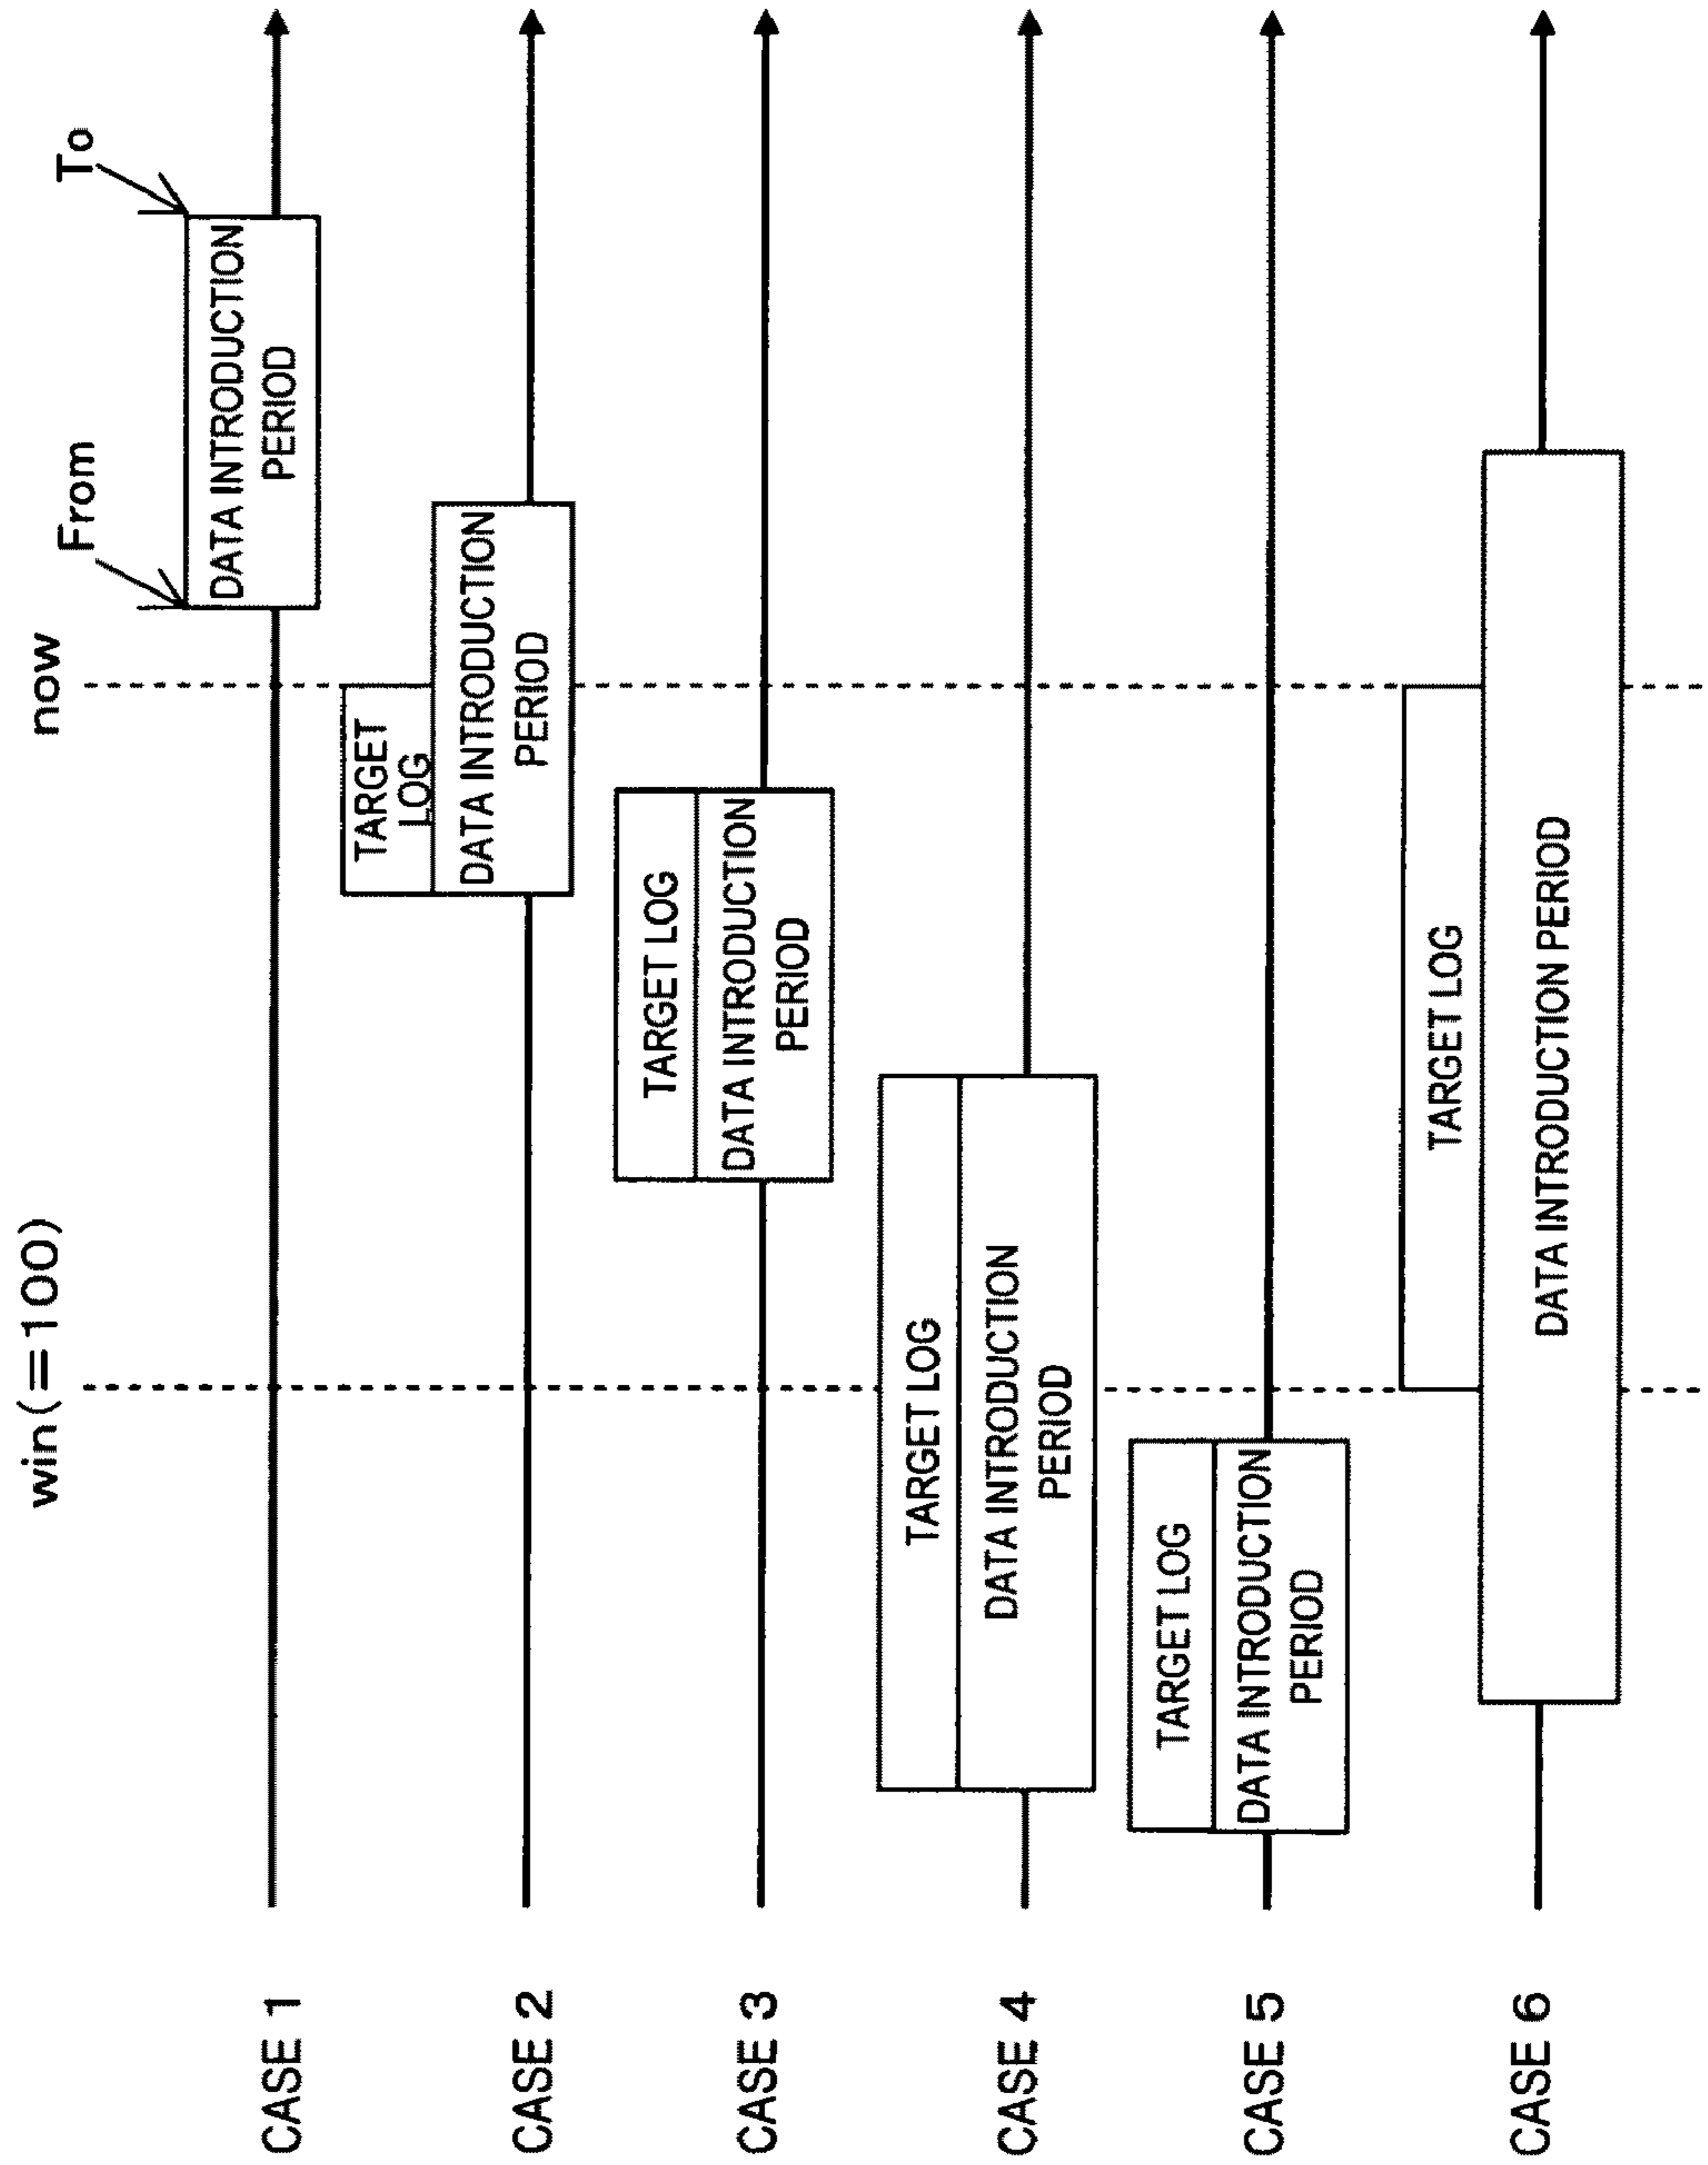 win(=100)
now
From
To
CASE 1
DATA INTRODUCTION
PERIOD
CASE 2
TARGET
LOG
DATA INTRODUCTION
PERIOD
CASE 3
TARGET LOG
DATA INTRODUCTION
PERIOD
CASE 4
TARGET LOG
DATA INTRODUCTION
PERIOD
CASE 5
TARGET LOG
DATA INTRODUCTION
PERIOD
CASE 6
TARGET LOG
DATA INTRODUCTION PERIOD